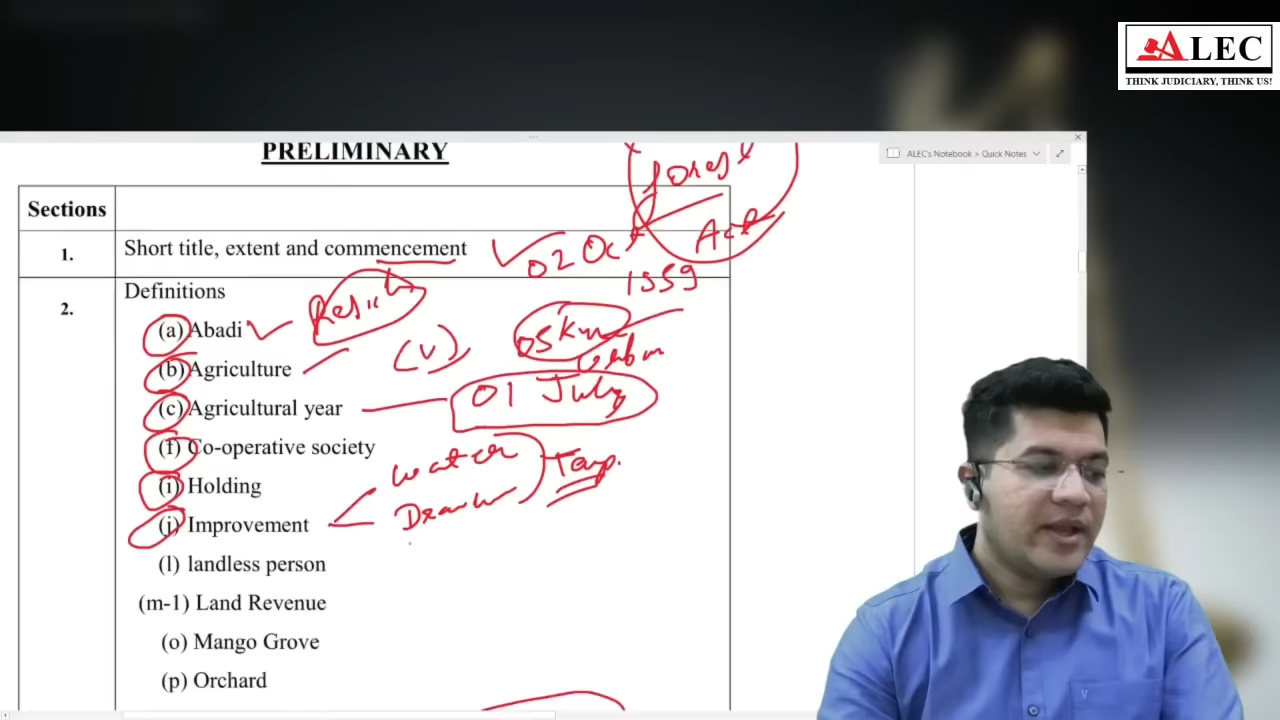 ALEC
THINK JUDICIARY, THINK US!
ALEC's Notebook > Quick Notes
PRELIMINARY
Sections
1. Short title, extent and commencement
02 Oct
1959
Forest
Act
2. Definitions
(a) Abadi
(b) Agriculture
(v)
05 Km
(c) Agricultural year
01 July
(f) Co-operative society
(i) Holding
water
(j) Improvement
(l) landless person
(m-1) Land Revenue
(o) Mango Grove
(p) Orchard